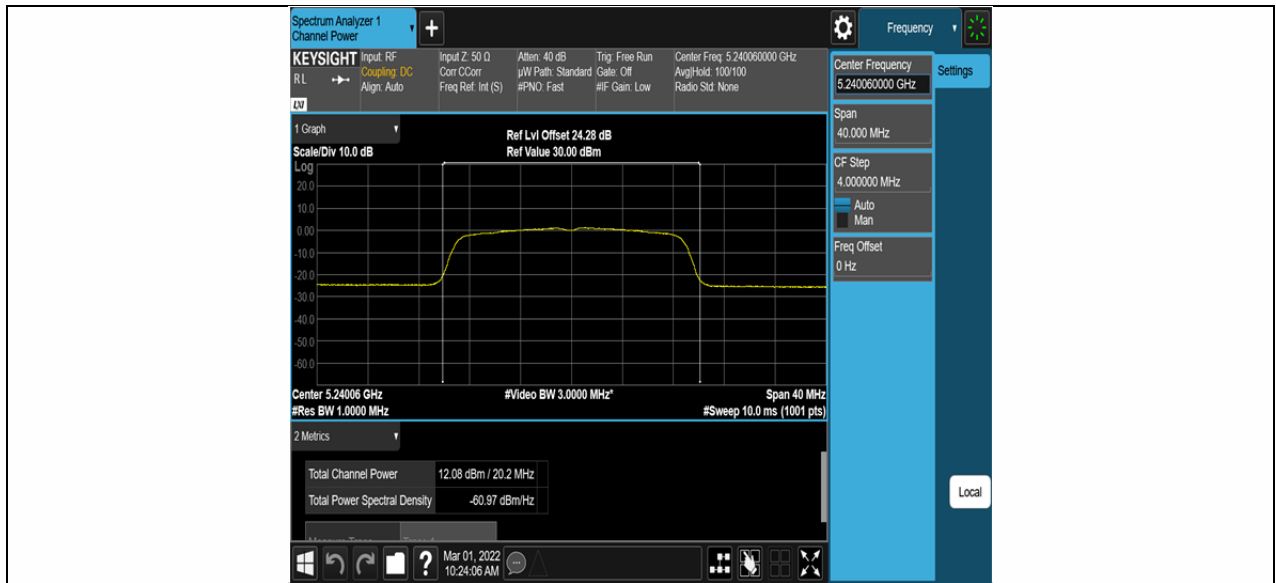 Spectrum Analyzer 1
Channel Power
+
Frequency
KEYSIGHT
RL
LXI
Input: RF
Coupling: DC
Align: Auto
Input Z: 50 Ω
Corr CCorr
Freq Ref: Int (S)
Atten: 40 dB
µW Path: Standard
#PNO: Fast
Trig: Free Run
Gate: Off
#IF Gain: Low
Center Freq: 5.240060000 GHz
Avg|Hold: 100/100
Radio Std: None
Center Frequency
5.240060000 GHz
Settings
Span
40.000 MHz
CF Step
4.000000 MHz
Auto
Man
Freq Offset
0 Hz
Local
1 Graph
Scale/Div 10.0 dB
Ref Lvl Offset 24.28 dB
Ref Value 30.00 dBm
Log
20.0
10.0
0.00
-10.0
-20.0
-30.0
-40.0
-50.0
-60.0
Center 5.24006 GHz
#Res BW 1.0000 MHz
#Video BW 3.0000 MHz*
Span 40 MHz
#Sweep 10.0 ms (1001 pts)
2 Metrics
Total Channel Power 12.08 dBm / 20.2 MHz
Total Power Spectral Density -60.97 dBm/Hz
?
Mar 01, 2022
10:24:06 AM